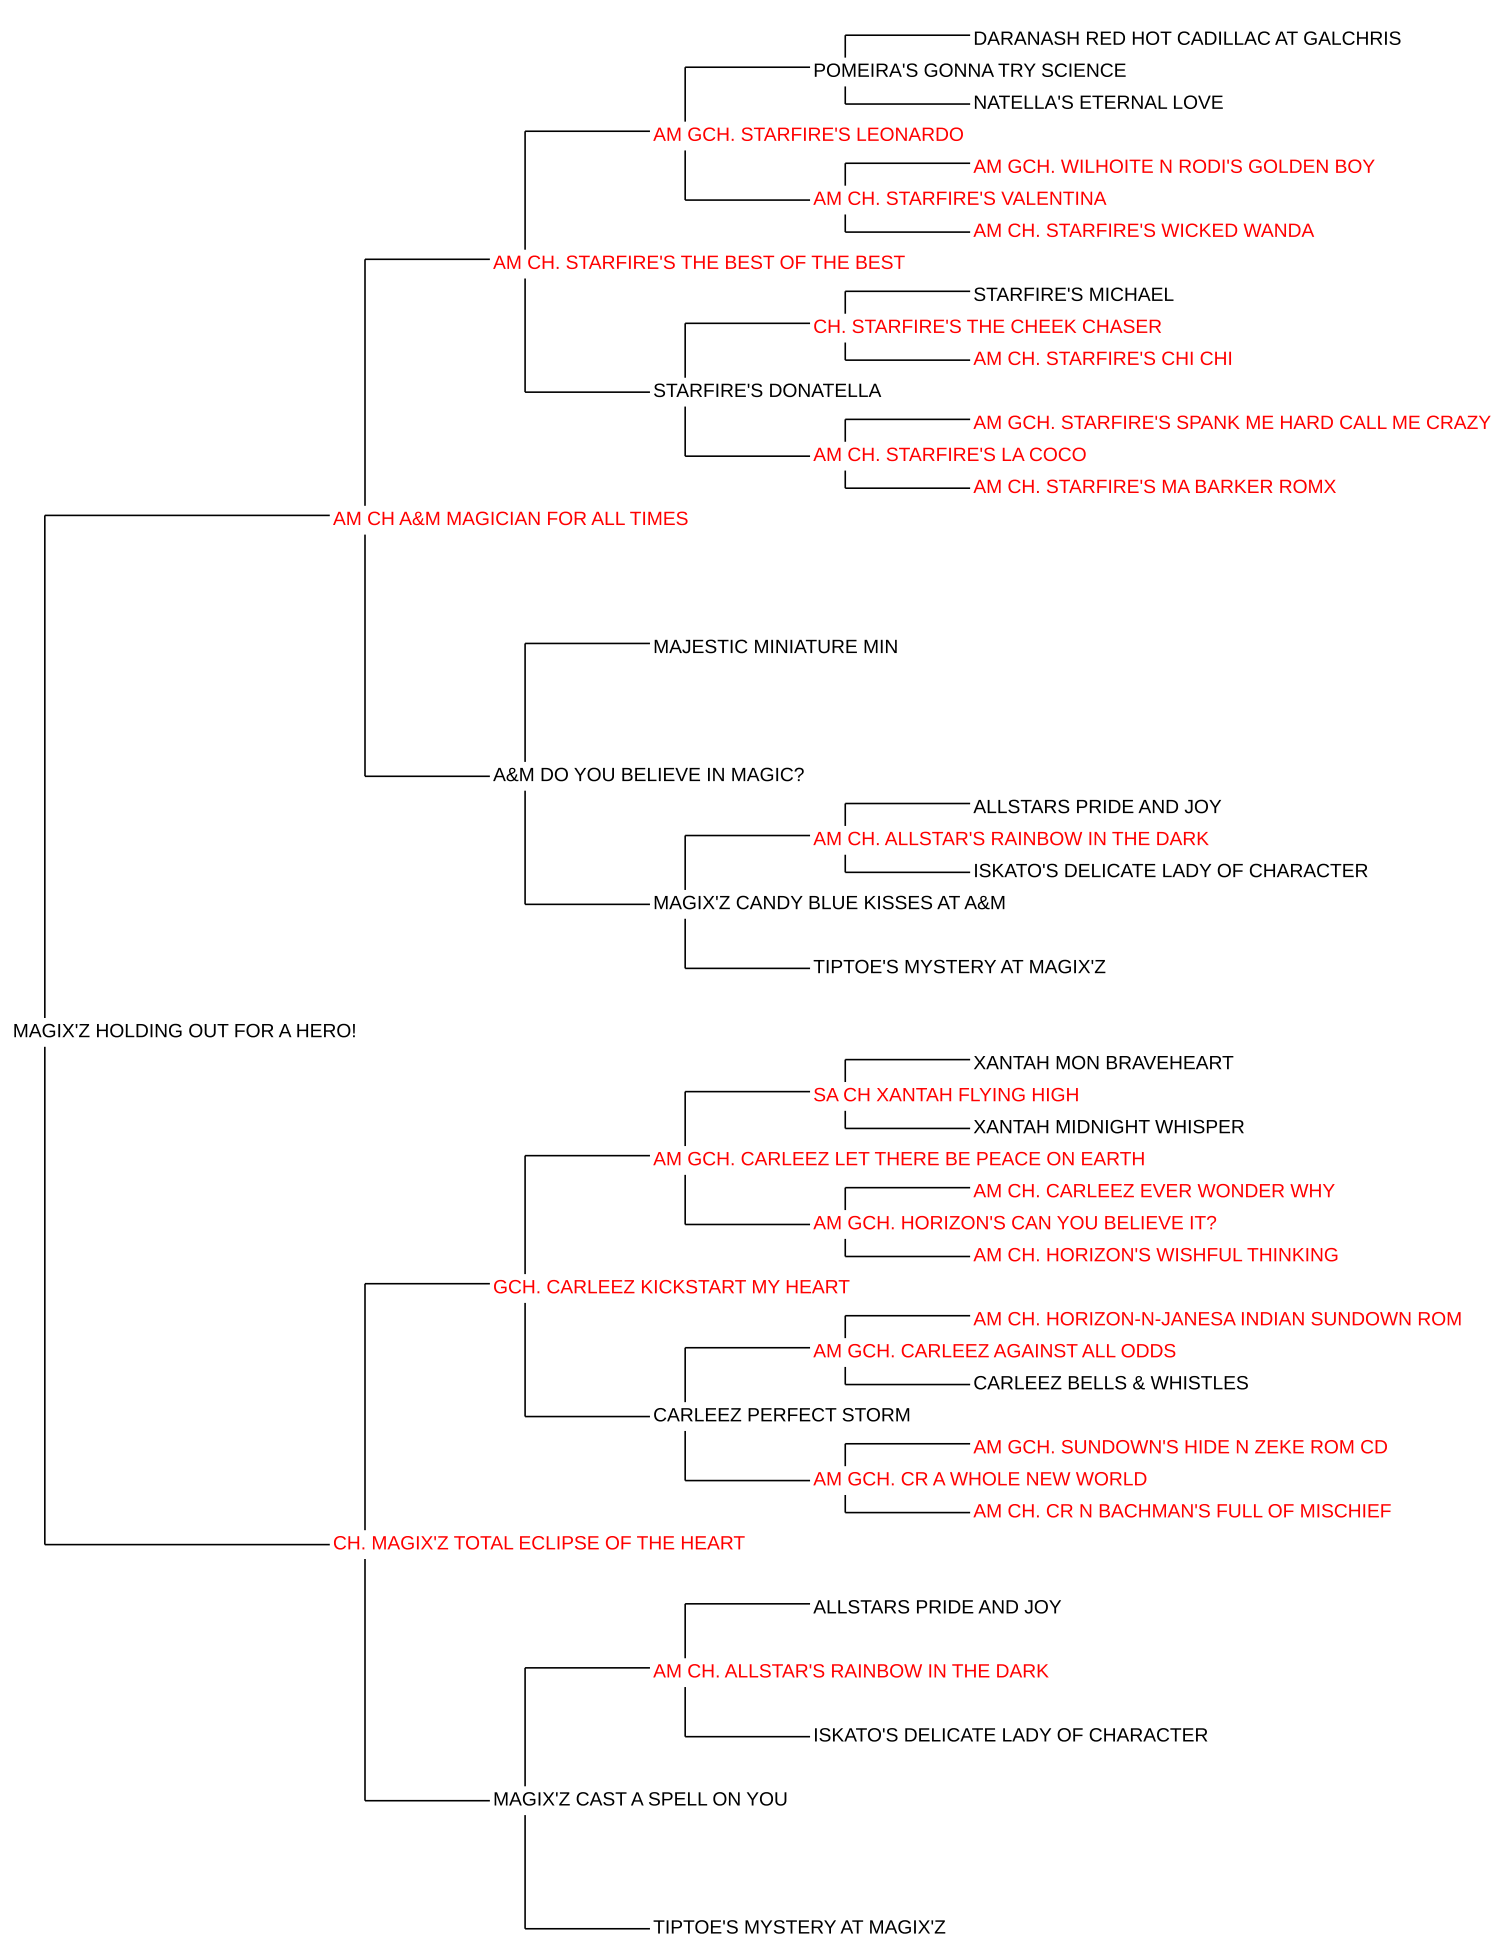 DARANASH RED HOT CADILLAC AT GALCHRIS
POMEIRA'S GONNA TRY SCIENCE
NATELLA'S ETERNAL LOVE
AM GCH. STARFIRE'S LEONARDO
AM GCH. WILHOITE N RODI'S GOLDEN BOY
AM CH. STARFIRE'S VALENTINA
AM CH. STARFIRE'S WICKED WANDA
AM CH. STARFIRE'S THE BEST OF THE BEST
STARFIRE'S MICHAEL
CH. STARFIRE'S THE CHEEK CHASER
AM CH. STARFIRE'S CHI CHI
STARFIRE'S DONATELLA
AM GCH. STARFIRE'S SPANK ME HARD CALL ME CRAZY
AM CH. STARFIRE'S LA COCO
AM CH. STARFIRE'S MA BARKER ROMX
AM CH A&M MAGICIAN FOR ALL TIMES
MAJESTIC MINIATURE MIN
A&M DO YOU BELIEVE IN MAGIC?
ALLSTARS PRIDE AND JOY
AM CH. ALLSTAR'S RAINBOW IN THE DARK
ISKATO'S DELICATE LADY OF CHARACTER
MAGIX'Z CANDY BLUE KISSES AT A&M
TIPTOE'S MYSTERY AT MAGIX'Z
MAGIX'Z HOLDING OUT FOR A HERO!
XANTAH MON BRAVEHEART
SA CH XANTAH FLYING HIGH
XANTAH MIDNIGHT WHISPER
AM GCH. CARLEEZ LET THERE BE PEACE ON EARTH
AM CH. CARLEEZ EVER WONDER WHY
AM GCH. HORIZON'S CAN YOU BELIEVE IT?
AM CH. HORIZON'S WISHFUL THINKING
GCH. CARLEEZ KICKSTART MY HEART
AM CH. HORIZON-N-JANESA INDIAN SUNDOWN ROM
AM GCH. CARLEEZ AGAINST ALL ODDS
CARLEEZ BELLS & WHISTLES
CARLEEZ PERFECT STORM
AM GCH. SUNDOWN'S HIDE N ZEKE ROM CD
AM GCH. CR A WHOLE NEW WORLD
AM CH. CR N BACHMAN'S FULL OF MISCHIEF
CH. MAGIX'Z TOTAL ECLIPSE OF THE HEART
ALLSTARS PRIDE AND JOY
AM CH. ALLSTAR'S RAINBOW IN THE DARK
ISKATO'S DELICATE LADY OF CHARACTER
MAGIX'Z CAST A SPELL ON YOU
TIPTOE'S MYSTERY AT MAGIX'Z